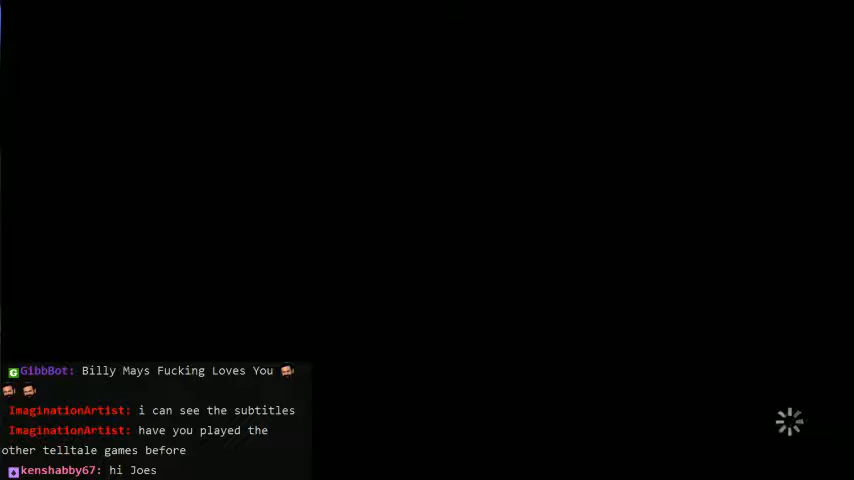 GibbBot: Billy Mays Fucking Loves You
ImaginationArtist: i can see the subtitles
ImaginationArtist: have you played the
other telltale games before
kenshabby67: hi Joes